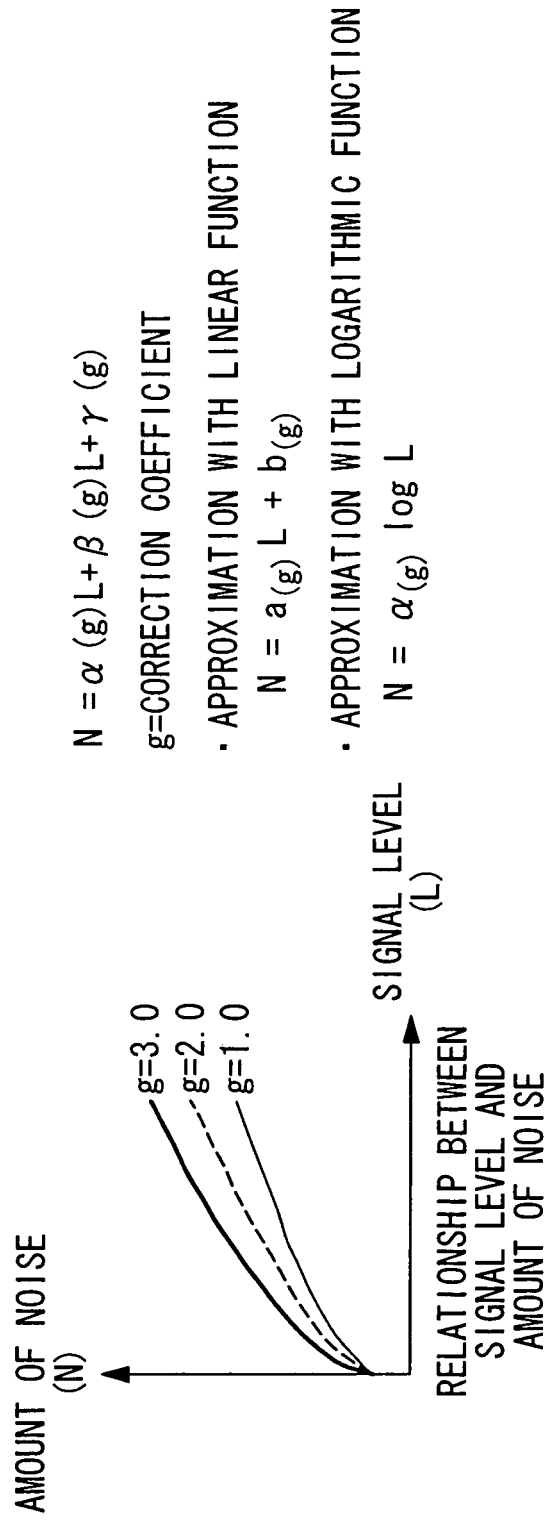 AMOUNT OF NOISE
(N)
g=3.0
g=2.0
g=1.0
SIGNAL LEVEL
(L)
RELATIONSHIP BETWEEN
SIGNAL LEVEL AND
AMOUNT OF NOISE
N = α (g) L+β (g) L+γ (g)
g=CORRECTION COEFFICIENT
・APPROXIMATION WITH LINEAR FUNCTION
N = a(g) L + b(g)
・APPROXIMATION WITH LOGARITHMIC FUNCTION
N = α(g) log L